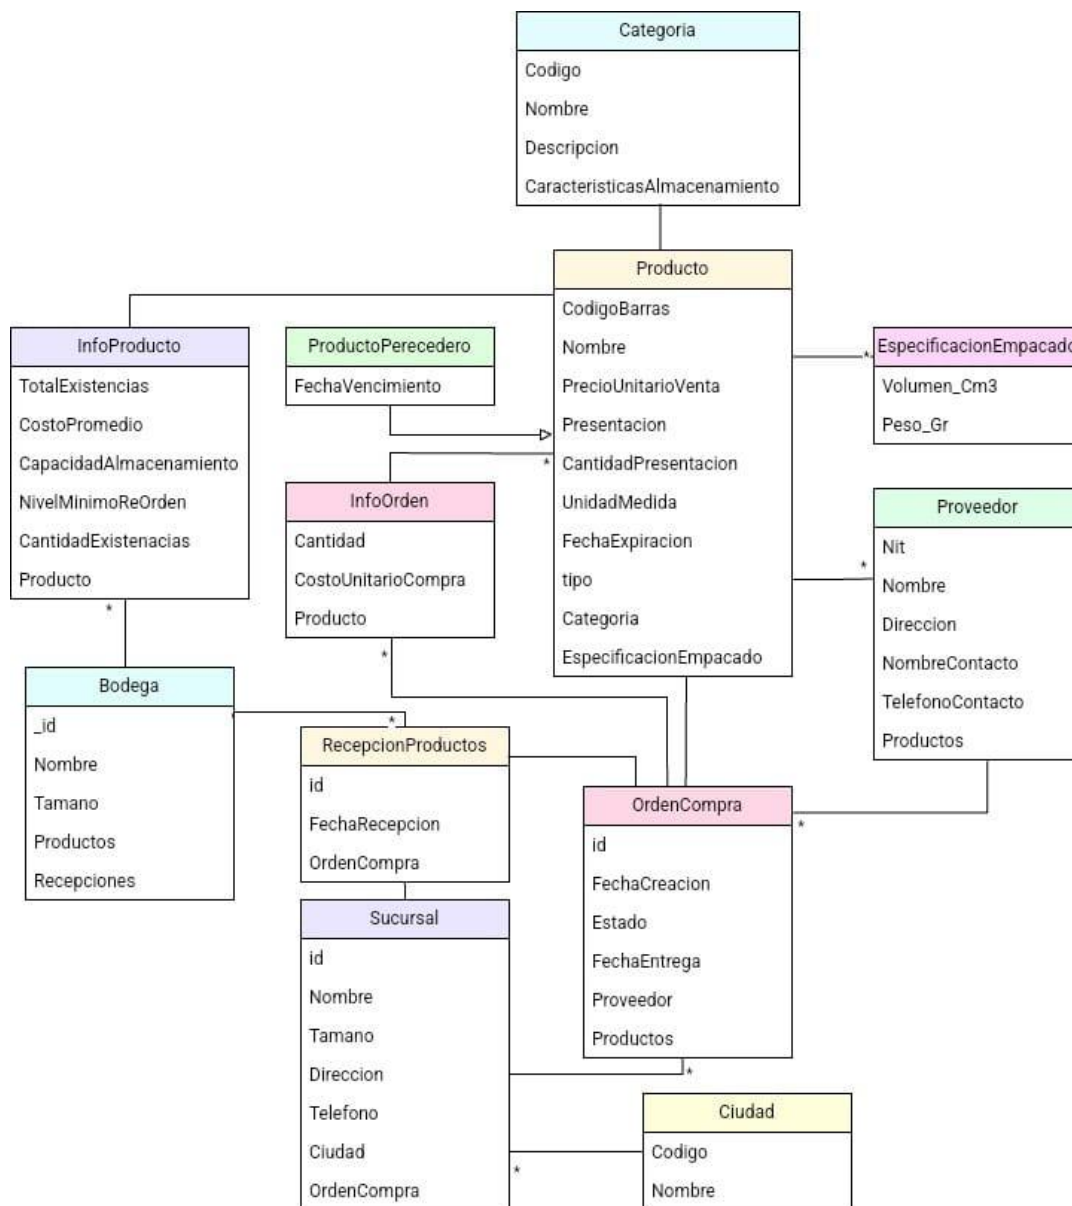 Categoria
Codigo
Nombre
Descripcion
CaracteristicasAlmacenamiento
Producto
CodigoBarras
Nombre
PrecioUnitarioVenta
Presentacion
CantidadPresentacion
UnidadMedida
FechaExpiracion
tipo
Categoria
EspecificacionEmpacado
InfoProducto
TotalExistencias
CostoPromedio
CapacidadAlmacenamiento
NivelMinimoReOrden
CantidadExistenacias
Producto
*
ProductoPerecedero
FechaVencimiento
*
InfoOrden
Cantidad
CostoUnitarioCompra
Producto
*
*
EspecificacionEmpacado
Volumen_Cm3
Peso_Gr
*
Proveedor
Nit
Nombre
Direccion
NombreContacto
TelefonoContacto
Productos
Bodega
_id
Nombre
Tamano
Productos
Recepciones
*
RecepcionProductos
id
FechaRecepcion
OrdenCompra
OrdenCompra
*
id
FechaCreacion
Estado
FechaEntrega
Proveedor
Productos
*
Sucursal
id
Nombre
Tamano
Direccion
Telefono
Ciudad
*
OrdenCompra
Ciudad
Codigo
Nombre